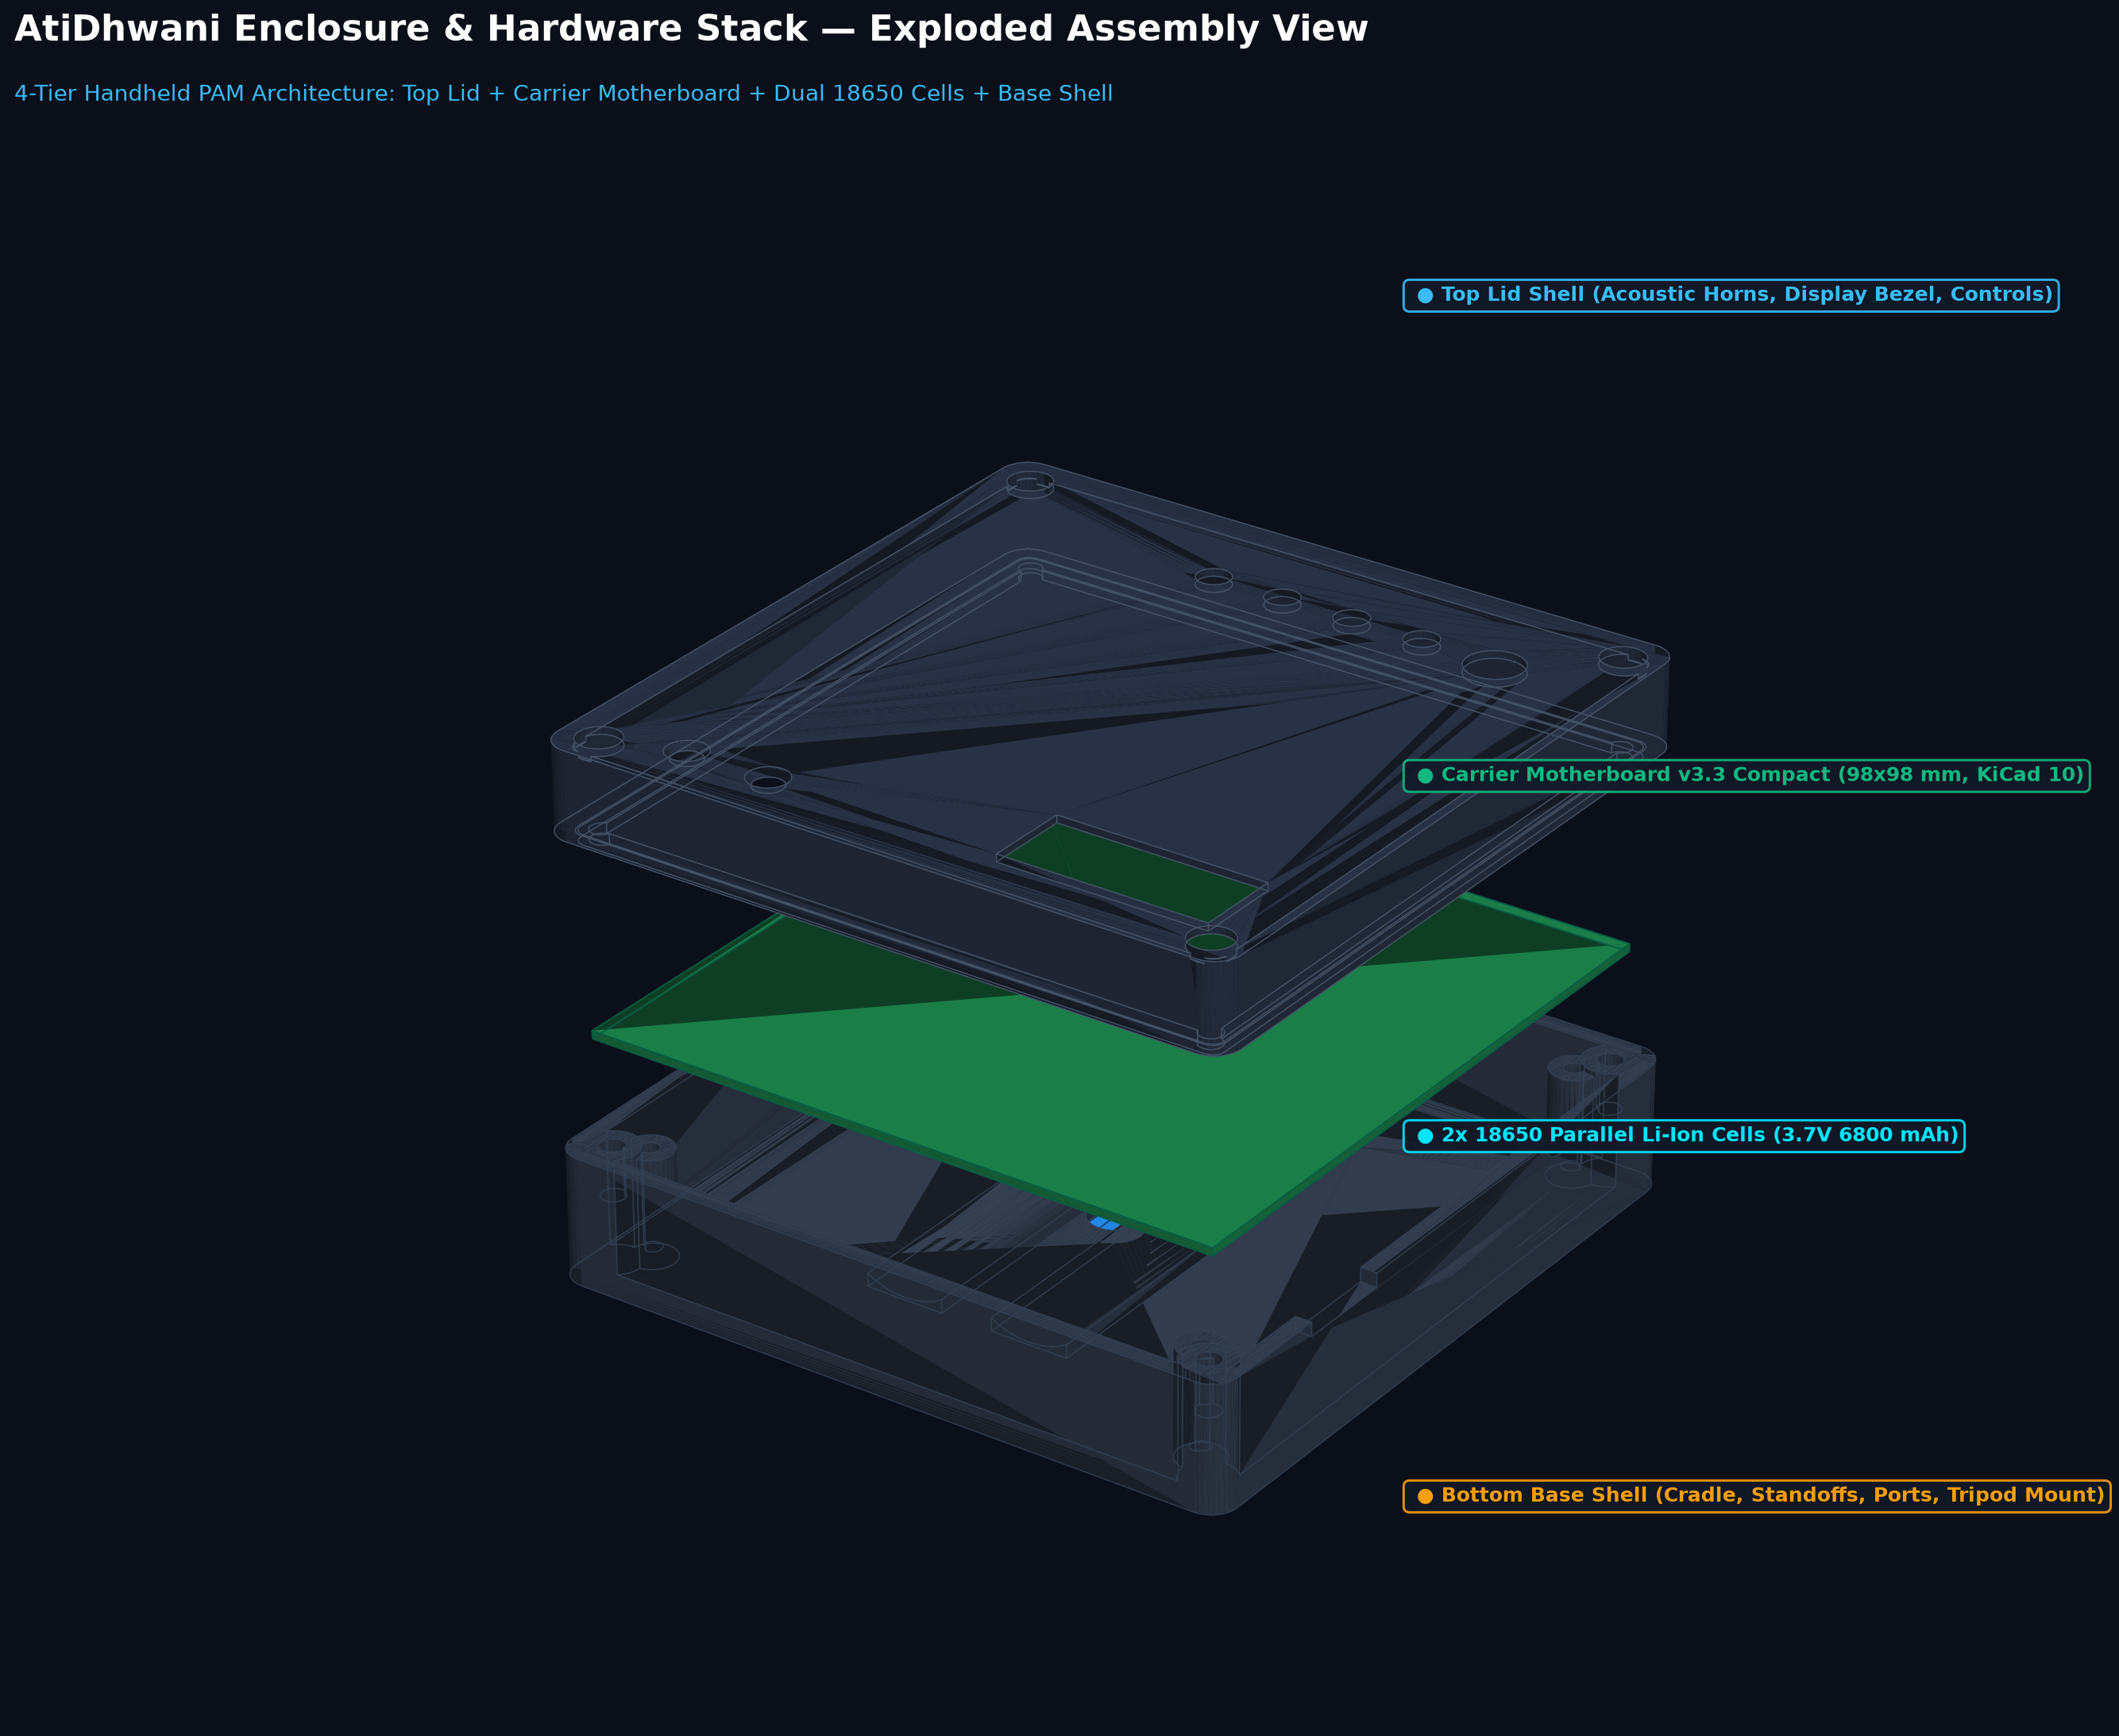 AtiDhwani Enclosure & Hardware Stack — Exploded Assembly View
4-Tier Handheld PAM Architecture: Top Lid + Carrier Motherboard + Dual 18650 Cells + Base Shell
● Top Lid Shell (Acoustic Horns, Display Bezel, Controls)
● Carrier Motherboard v3.3 Compact (98x98 mm, KiCad 10)
● 2x 18650 Parallel Li-Ion Cells (3.7V 6800 mAh)
● Bottom Base Shell (Cradle, Standoffs, Ports, Tripod Mount)